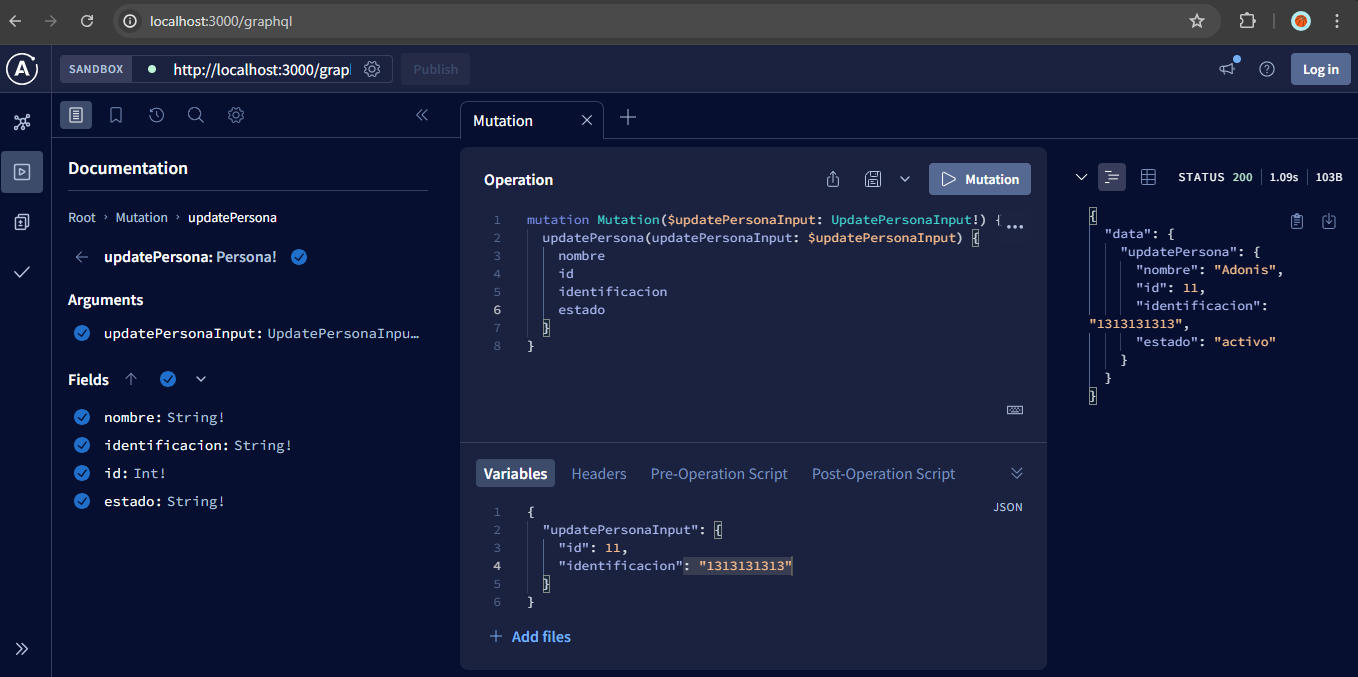 localhost:3000/graphql
SANDBOX
http://localhost:3000/grap
Publish
Log in
Documentation
Root › Mutation › updatePersona
updatePersona: Persona!
Arguments
updatePersonaInput: UpdatePersonaInpu…
Fields
nombre: String!
identificacion: String!
id: Int!
estado: String!
Mutation
Operation
Mutation
1 mutation Mutation($updatePersonaInput: UpdatePersonaInput!) {
2 updatePersona(updatePersonaInput: $updatePersonaInput) {
3 nombre
4 id
5 identificacion
6 estado
7 }
8 }
Variables Headers Pre-Operation Script Post-Operation Script
JSON
1 {
2 "updatePersonaInput": {
3 "id": 11,
4 "identificacion": "1313131313"
5 }
6 }
+ Add files
STATUS 200 1.09s 103B
{
"data": {
"updatePersona": {
"nombre": "Adonis",
"id": 11,
"identificacion":
"1313131313",
"estado": "activo"
}
}
}